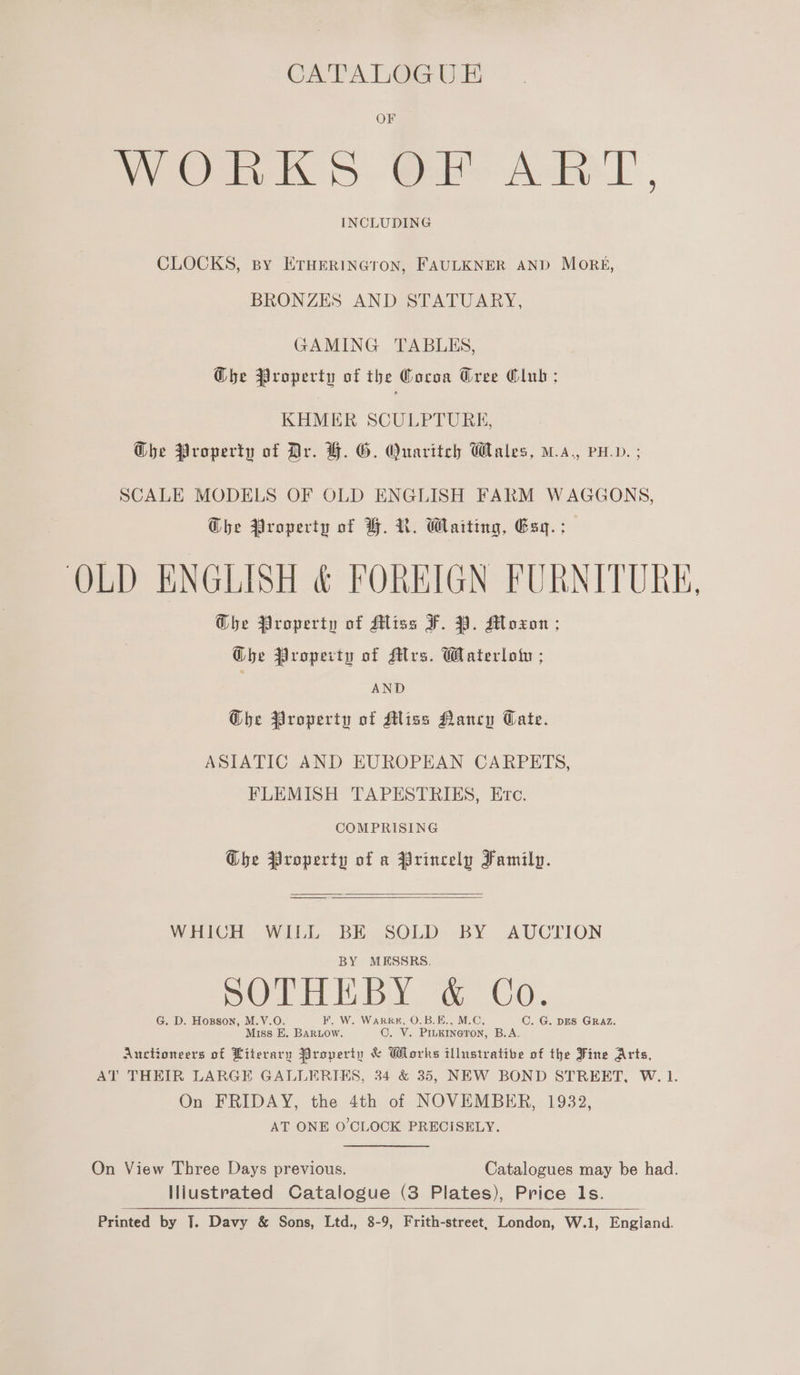 CATALOGUE
OF
WORKS OF ART,
INCLUDING
CLOCKS, BY ETHERINGTON, FAULKNER AND MORÉ,
BRONZES AND STATUARY,
GAMING TABLES,
The Property of the Cocoa Tree Club;
KHMER SCULPTURE,
The Property of Dr. H. G. Quaritch Wales, M.A., PH.D.;
SCALE MODELS OF OLD ENGLISH FARM WAGGONS,
The Property of H. R. Waiting, Esq.;
OLD ENGLISH & FOREIGN FURNITURE,
The Property of Miss F. P. Moxon;
The Property of Mrs. Waterlow;
AND
The Property of Miss Nancy Tate.
ASIATIC AND EUROPEAN CARPETS,
FLEMISH TAPESTRIES, ETC.
COMPRISING
The Property of a Princely Family.
WHICH WILL BE SOLD BY AUCTION
BY MESSRS.
SOTHEBY & Co.
G. D. HOBSON, M.V.O. F. W. WARRE, O.B.E., M.C. C. G. DES GRAZ.
MISS E. BARLOW. C. V. PILKINGTON, B.A.
Auctioneers of Literary Property & Works illustrative of the Fine Arts,
AT THEIR LARGE GALLERIES, 34 & 35, NEW BOND STREET, W.1.
On FRIDAY, the 4th of NOVEMBER, 1932,
AT ONE O'CLOCK PRECISELY.
On View Three Days previous. Catalogues may be had.
Illustrated Catalogue (3 Plates), Price 1s.
Printed by J. Davy & Sons, Ltd., 8-9, Frith-street, London, W.1, England.